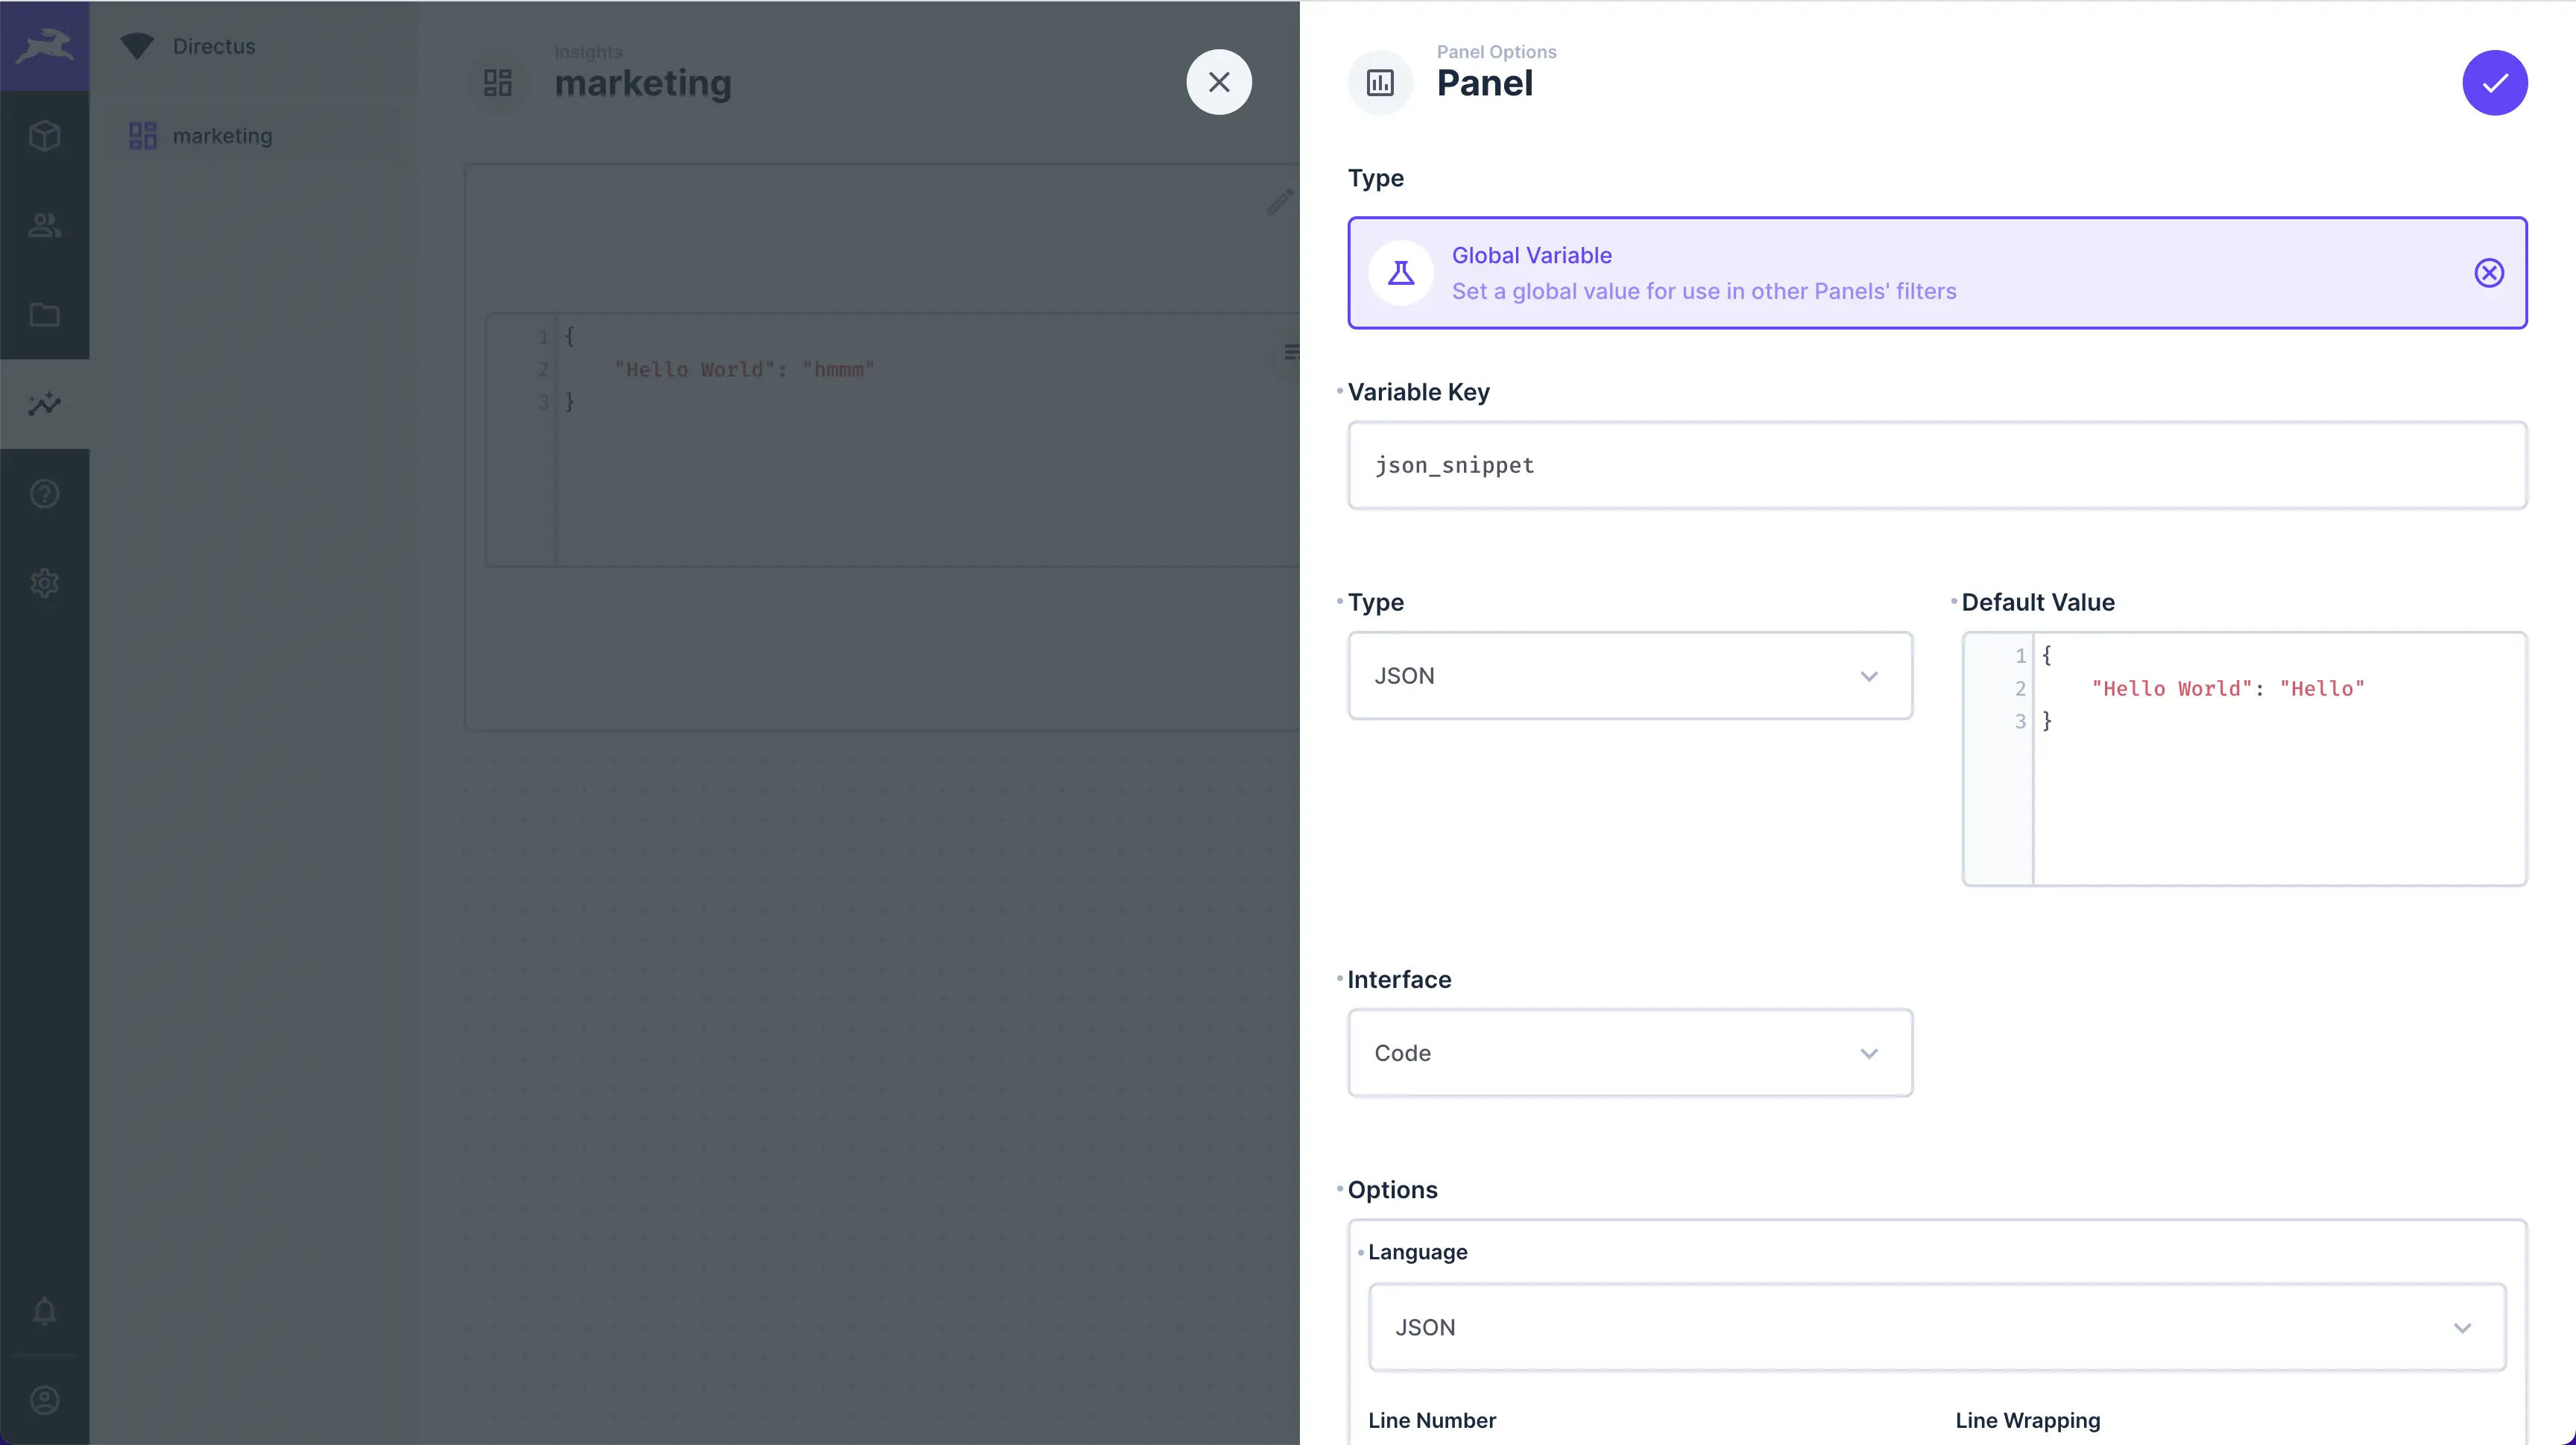 Directus
marketing
Insights
marketing
1 {
2 "Hello World": "hmmm"
3 }
Panel Options
Panel
Type
Global Variable
Set a global value for use in other Panels' filters
Variable Key
json_snippet
Type
JSON
Default Value
1 {
2 "Hello World": "Hello"
3 }
Interface
Code
Options
Language
JSON
Line Number
Line Wrapping